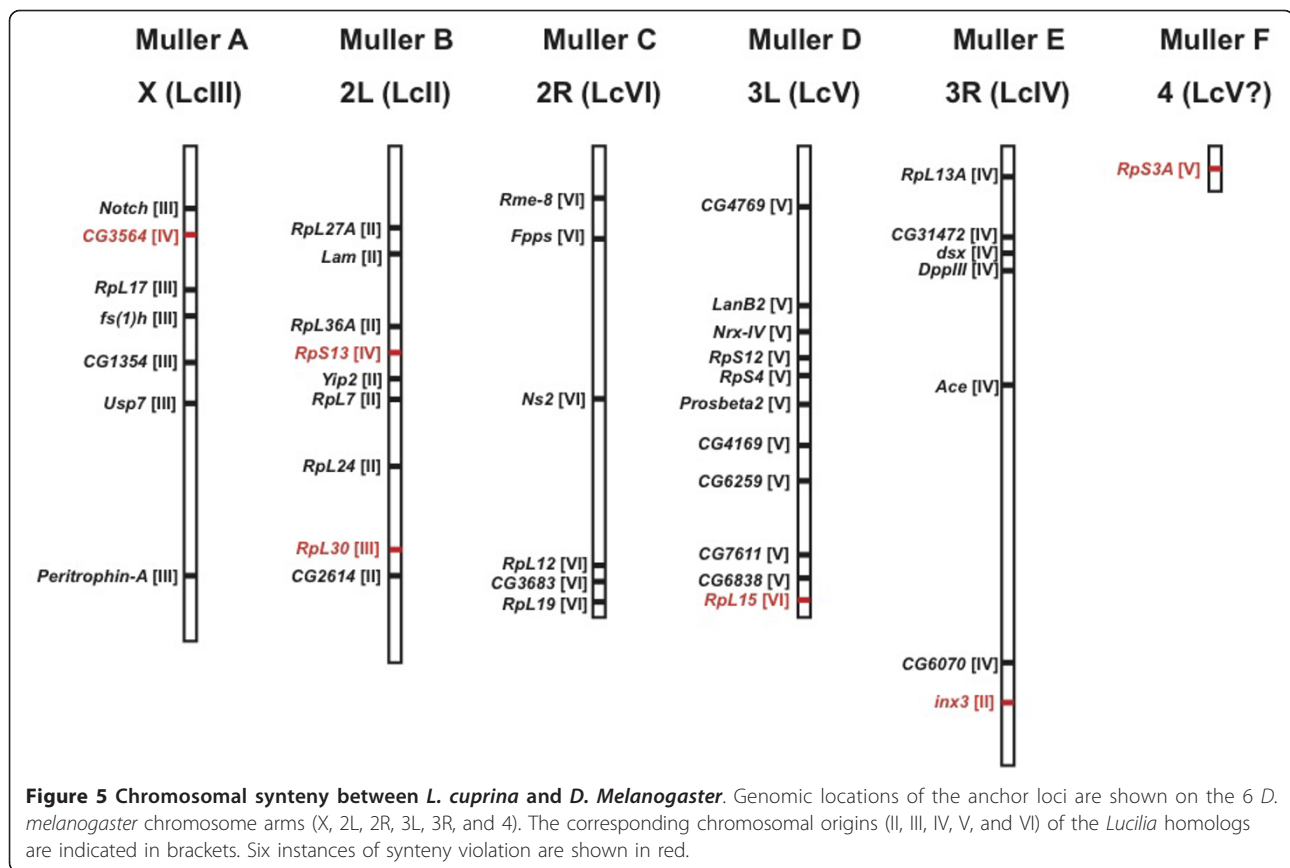 Muller A
X (LcIII)
Notch [III]
CG3564 [IV]
RpL17 [III]
fs(1)h [III]
CG1354 [III]
Usp7 [III]
Peritrophin-A [III]
Muller B
2L (LcII)
RpL27A [II]
Lam [II]
RpL36A [II]
RpS13 [IV]
Yip2 [II]
RpL7 [II]
RpL24 [II]
RpL30 [III]
CG2614 [II]
Muller C
2R (LcVI)
Rme-8 [VI]
Fpps [VI]
Ns2 [VI]
RpL12 [VI]
CG3683 [VI]
RpL19 [VI]
Muller D
3L (LcV)
CG4769 [V]
LanB2 [V]
Nrx-IV [V]
RpS12 [V]
RpS4 [V]
Prosbeta2 [V]
CG4169 [V]
CG6259 [V]
CG7611 [V]
CG6838 [V]
RpL15 [VI]
Muller E
3R (LcIV)
RpL13A [IV]
CG31472 [IV]
dsx [IV]
DppIII [IV]
Ace [IV]
CG6070 [IV]
inx3 [II]
Muller F
4 (LcV?)
RpS3A [V]
Figure 5 Chromosomal synteny between L. cuprina and D. Melanogaster. Genomic locations of the anchor loci are shown on the 6 D.
melanogaster chromosome arms (X, 2L, 2R, 3L, 3R, and 4). The corresponding chromosomal origins (II, III, IV, V, and VI) of the Lucilia homologs
are indicated in brackets. Six instances of synteny violation are shown in red.